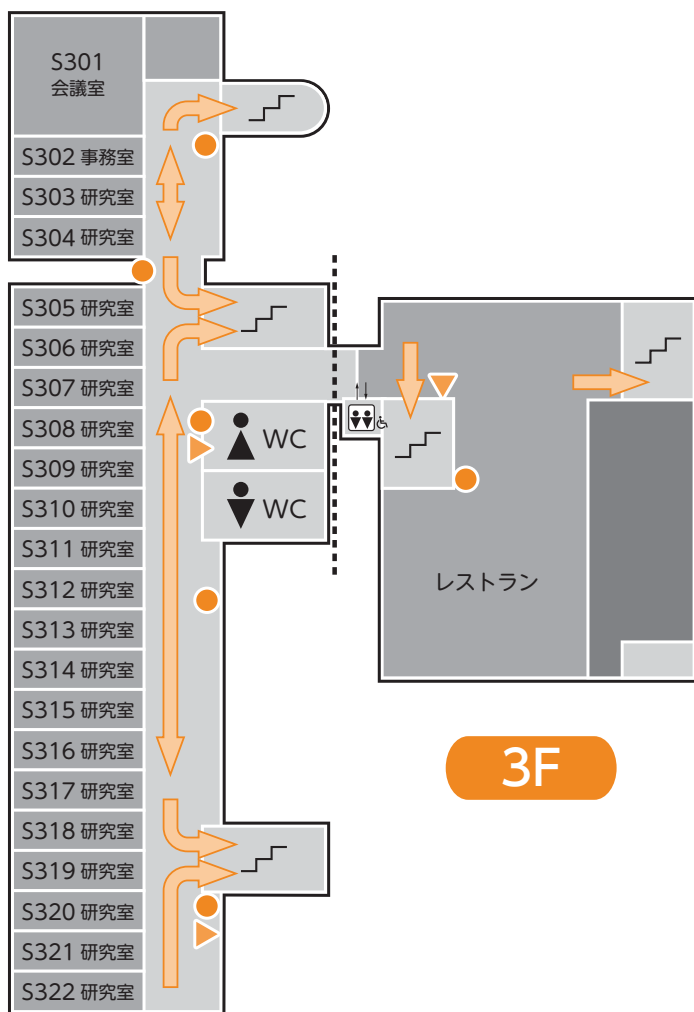 S301
会議室
S302 事務室
S303 研究室
S304 研究室
S305 研究室
S306 研究室
S307 研究室
S308 研究室
WC
S309 研究室
S310 研究室
WC
S311 研究室
S312 研究室
レストラン
S313 研究室
S314 研究室
S315 研究室
S316 研究室
3F
S317 研究室
S318 研究室
S319 研究室
S320 研究室
S321 研究室
S322 研究室